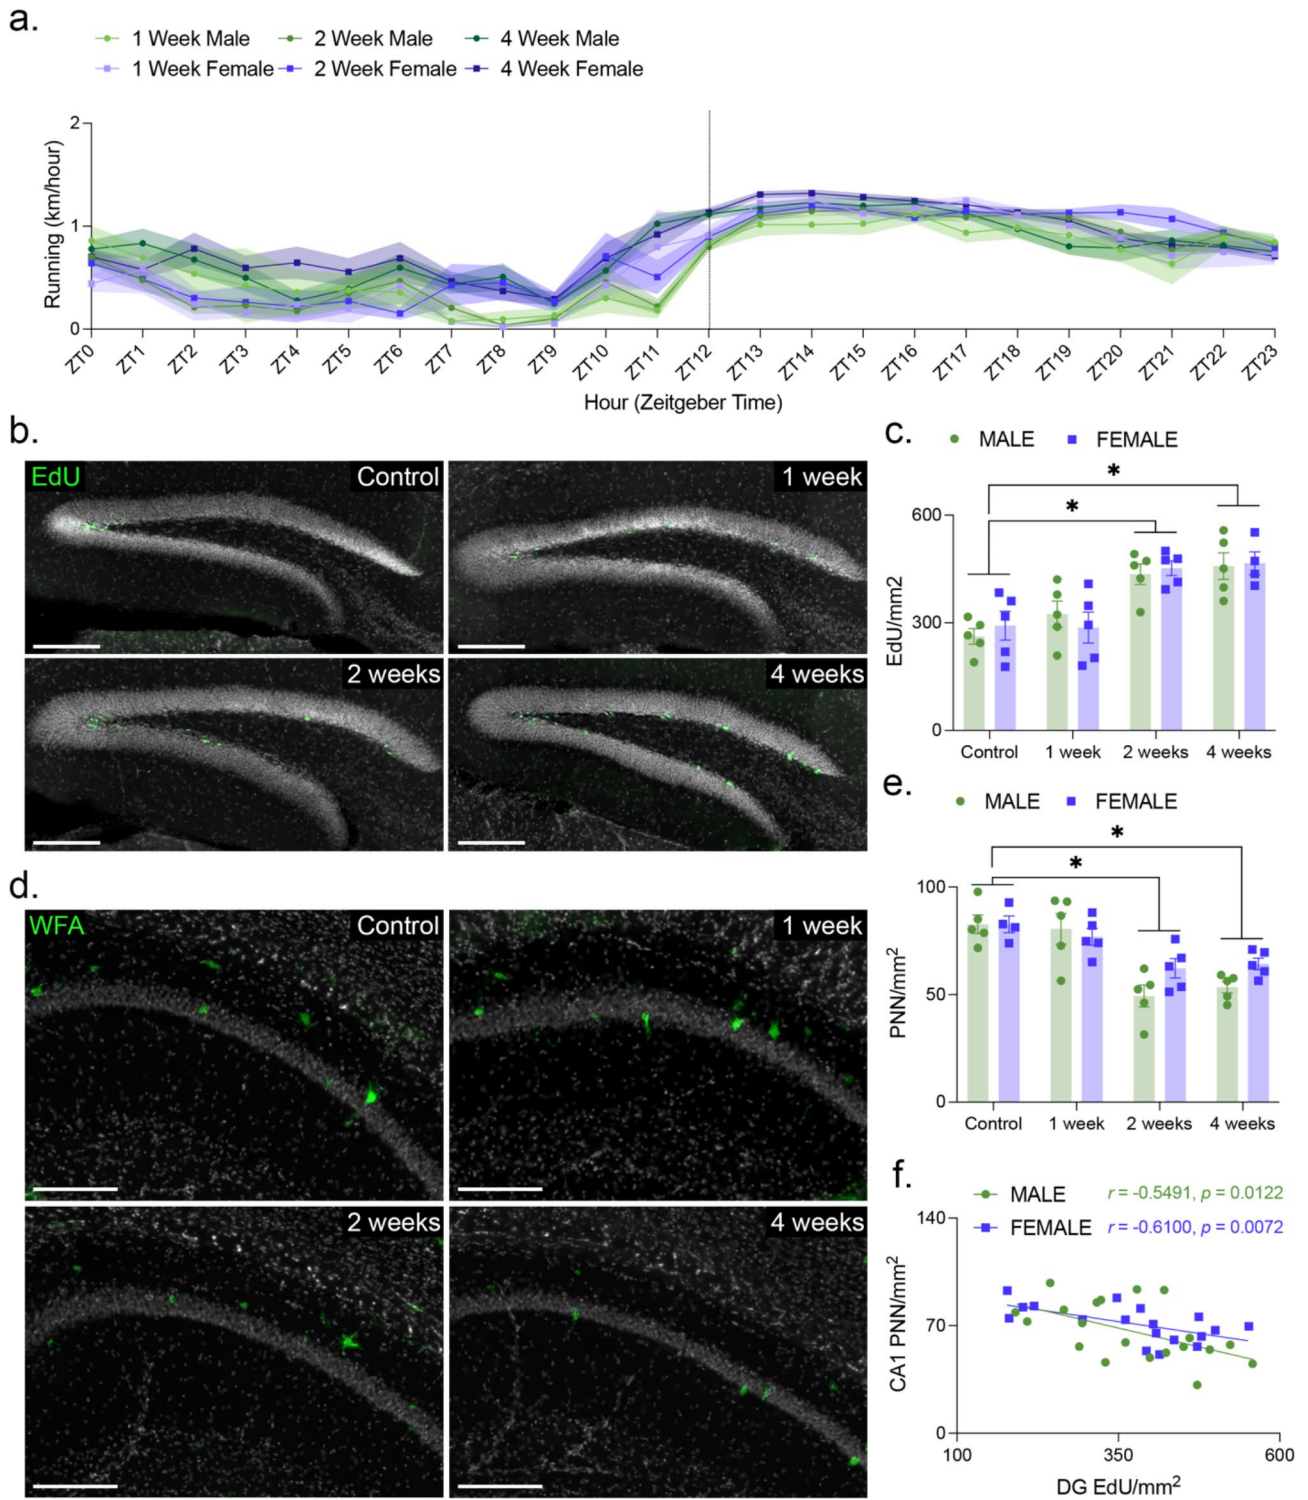 a.
1 Week Male 2 Week Male 4 Week Male
1 Week Female 2 Week Female 4 Week Female
2
1
0
Running (km/hour)
ZT0 ZT1 ZT2 ZT3 ZT4 ZT5 ZT6 ZT7 ZT8 ZT9 ZT10 ZT11 ZT12 ZT13 ZT14 ZT15 ZT16 ZT17 ZT18 ZT19 ZT20 ZT21 ZT22 ZT23
Hour (Zeitgeber Time)
b.
EdU Control
1 week
2 weeks
4 weeks
c.
MALE FEMALE
*
*
600
300
0
EdU/mm2
Control 1 week 2 weeks 4 weeks
d.
WFA Control
1 week
2 weeks
4 weeks
e.
MALE FEMALE
*
*
100
50
0
PNN/mm²
Control 1 week 2 weeks 4 weeks
f.
MALE r = -0.5491, p = 0.0122
FEMALE r = -0.6100, p = 0.0072
140
70
0
CA1 PNN/mm²
100 350 600
DG EdU/mm²